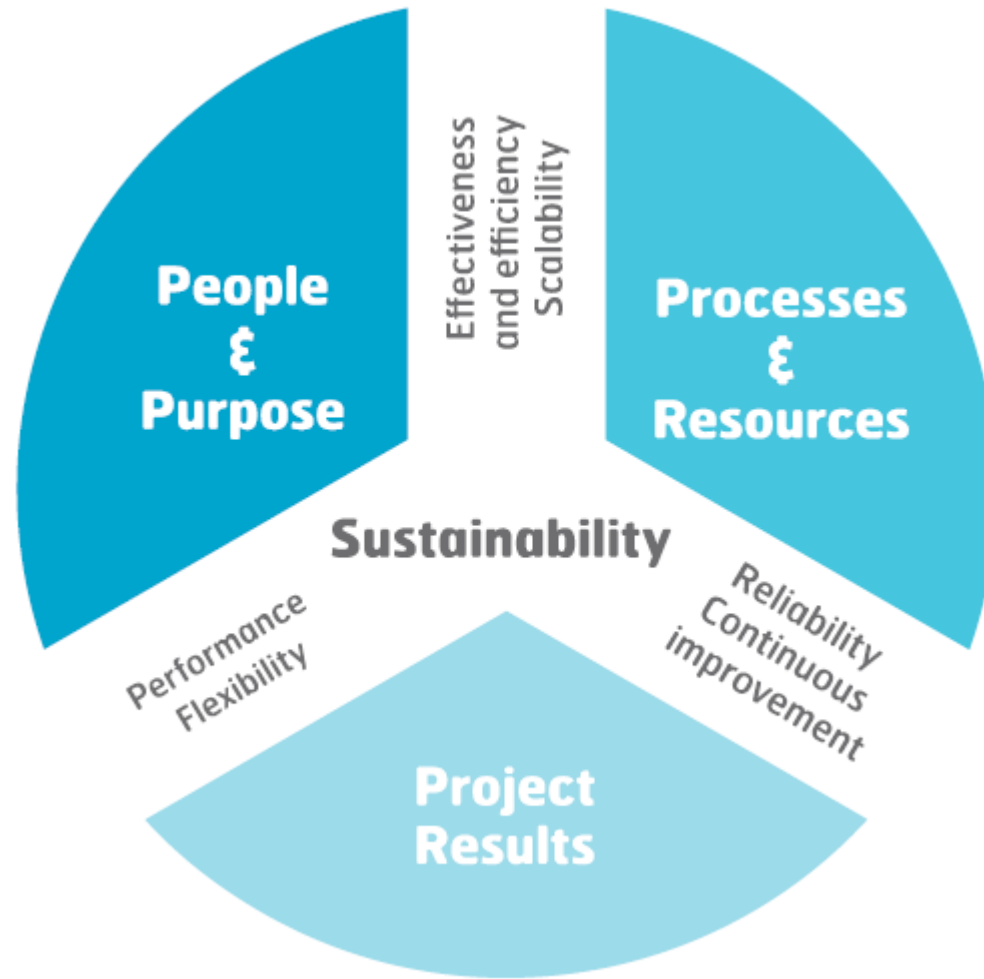 Effectiveness
and efficiency
Scalability
People
&
Purpose
Processes
&
Resources
Sustainability
Performance
Flexibility
Reliability
Continuous
improvement
Project
Results